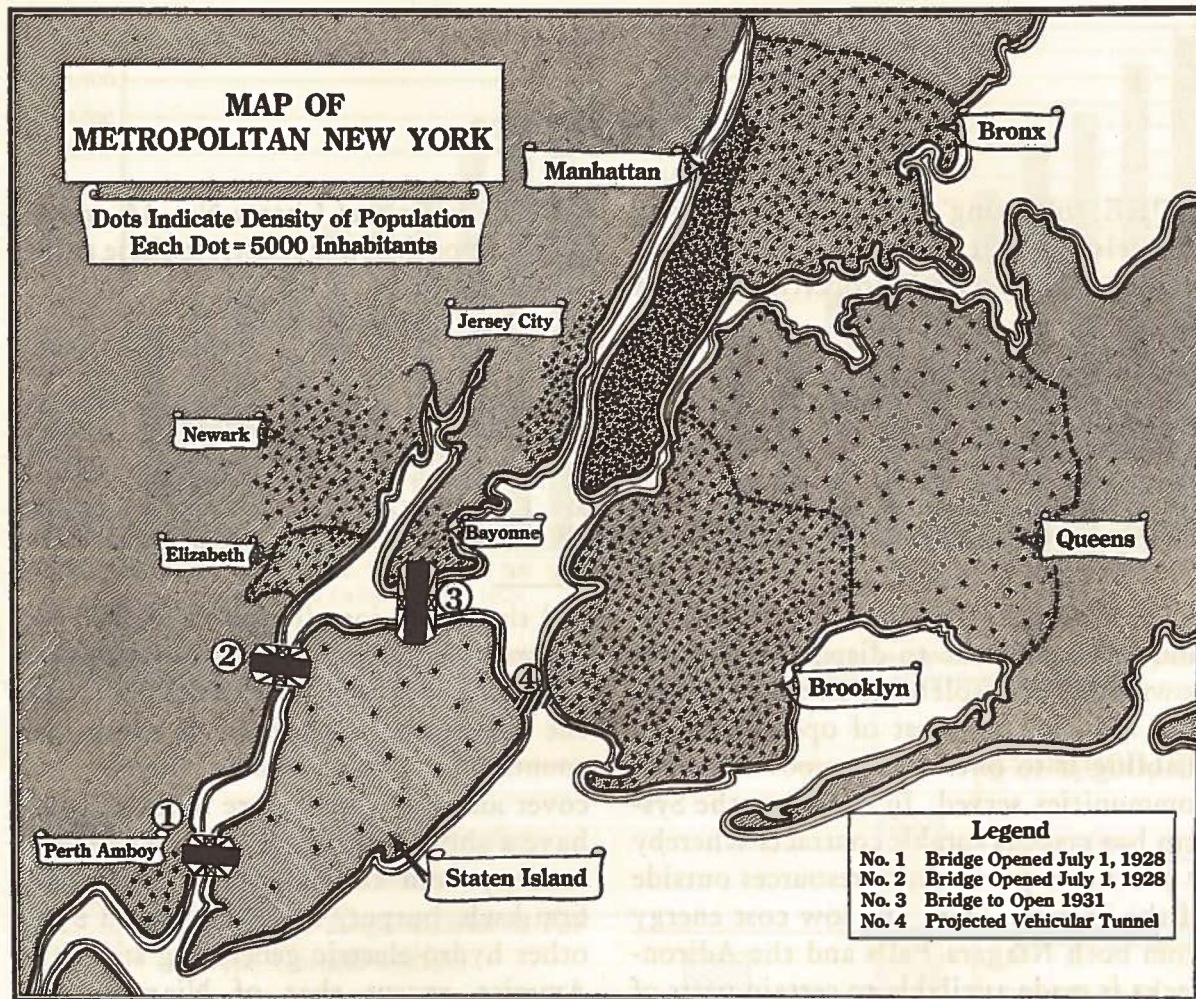 MAP OF
METROPOLITAN NEW YORK
Dots Indicate Density of Population
Each Dot = 5000 Inhabitants
Manhattan
Bronx
Jersey City
Newark
Elizabeth
Bayonne
Queens
3
2
4
Brooklyn
1
Perth Amboy
Staten Island
Legend
No. 1 Bridge Opened July 1, 1928
No. 2 Bridge Opened July 1, 1928
No. 3 Bridge to Open 1931
No. 4 Projected Vehicular Tunnel